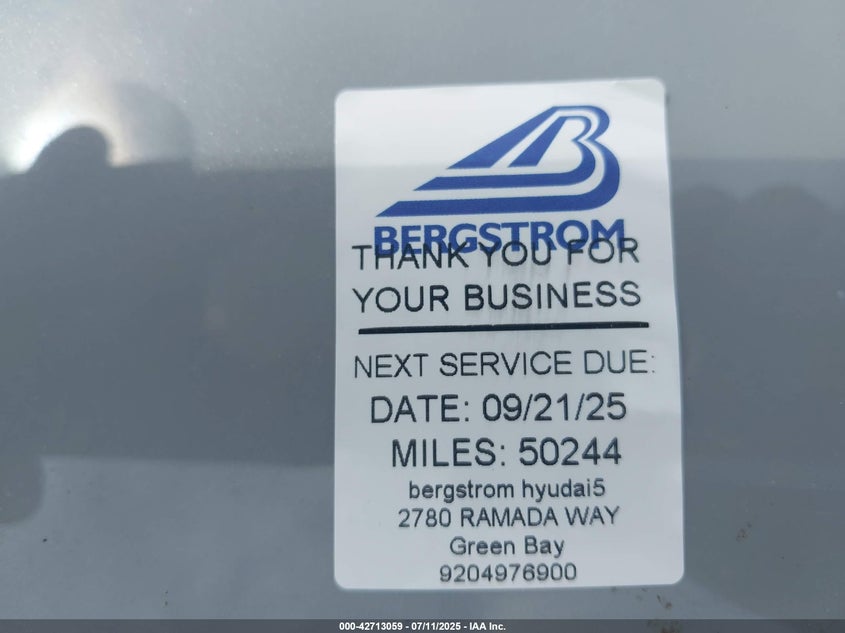 B
BERGSTROM
THANK YOU FOR
YOUR BUSINESS
NEXT SERVICE DUE:
DATE: 09/21/25
MILES: 50244
bergstrom hyudai5
2780 RAMADA WAY
Green Bay
9204976900
000-42713059 - 07/11/2025 - IAA Inc.